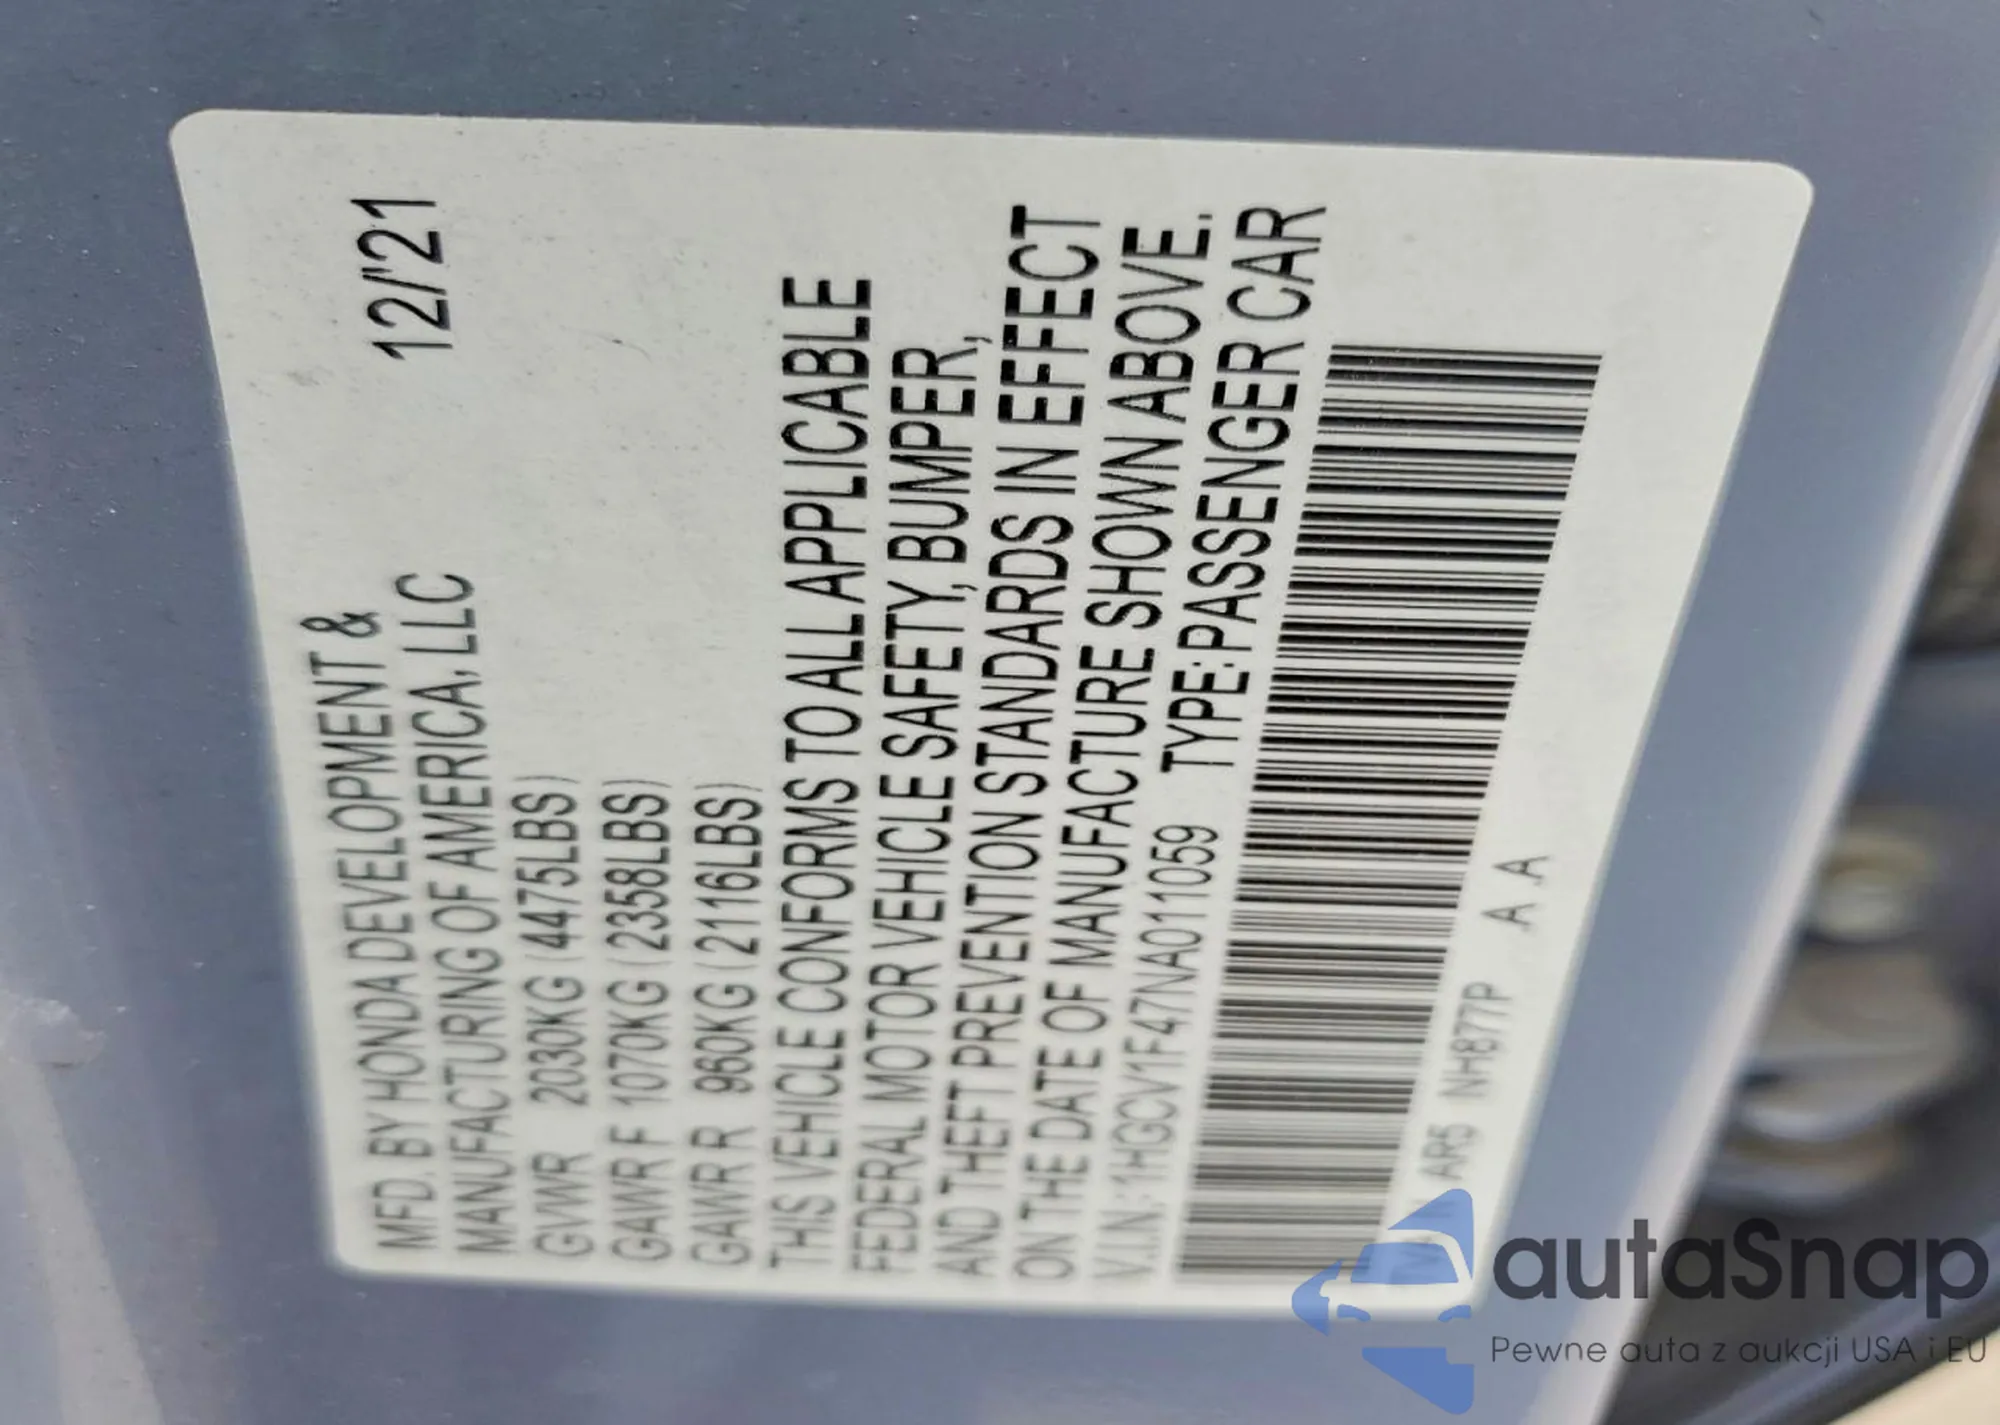 MFD. BY HONDA DEVELOPMENT & 
MANUFACTURING OF AMERICA, LLC 12/'21
GVWR 2030KG (4475LBS)
GAWR F 1070KG (2358LBS)
GAWR R 960KG (2116LBS)
THIS VEHICLE CONFORMS TO ALL APPLICABLE
FEDERAL MOTOR VEHICLE SAFETY, BUMPER,
AND THEFT PREVENTION STANDARDS IN EFFECT
ON THE DATE OF MANUFACTURE SHOWN ABOVE.
V.I.N.: 1HGCV1F47NA011059 TYPE: PASSENGER CAR
AR5 NH877P A A
autaSnap
Pewne auta z aukcji USA i EU